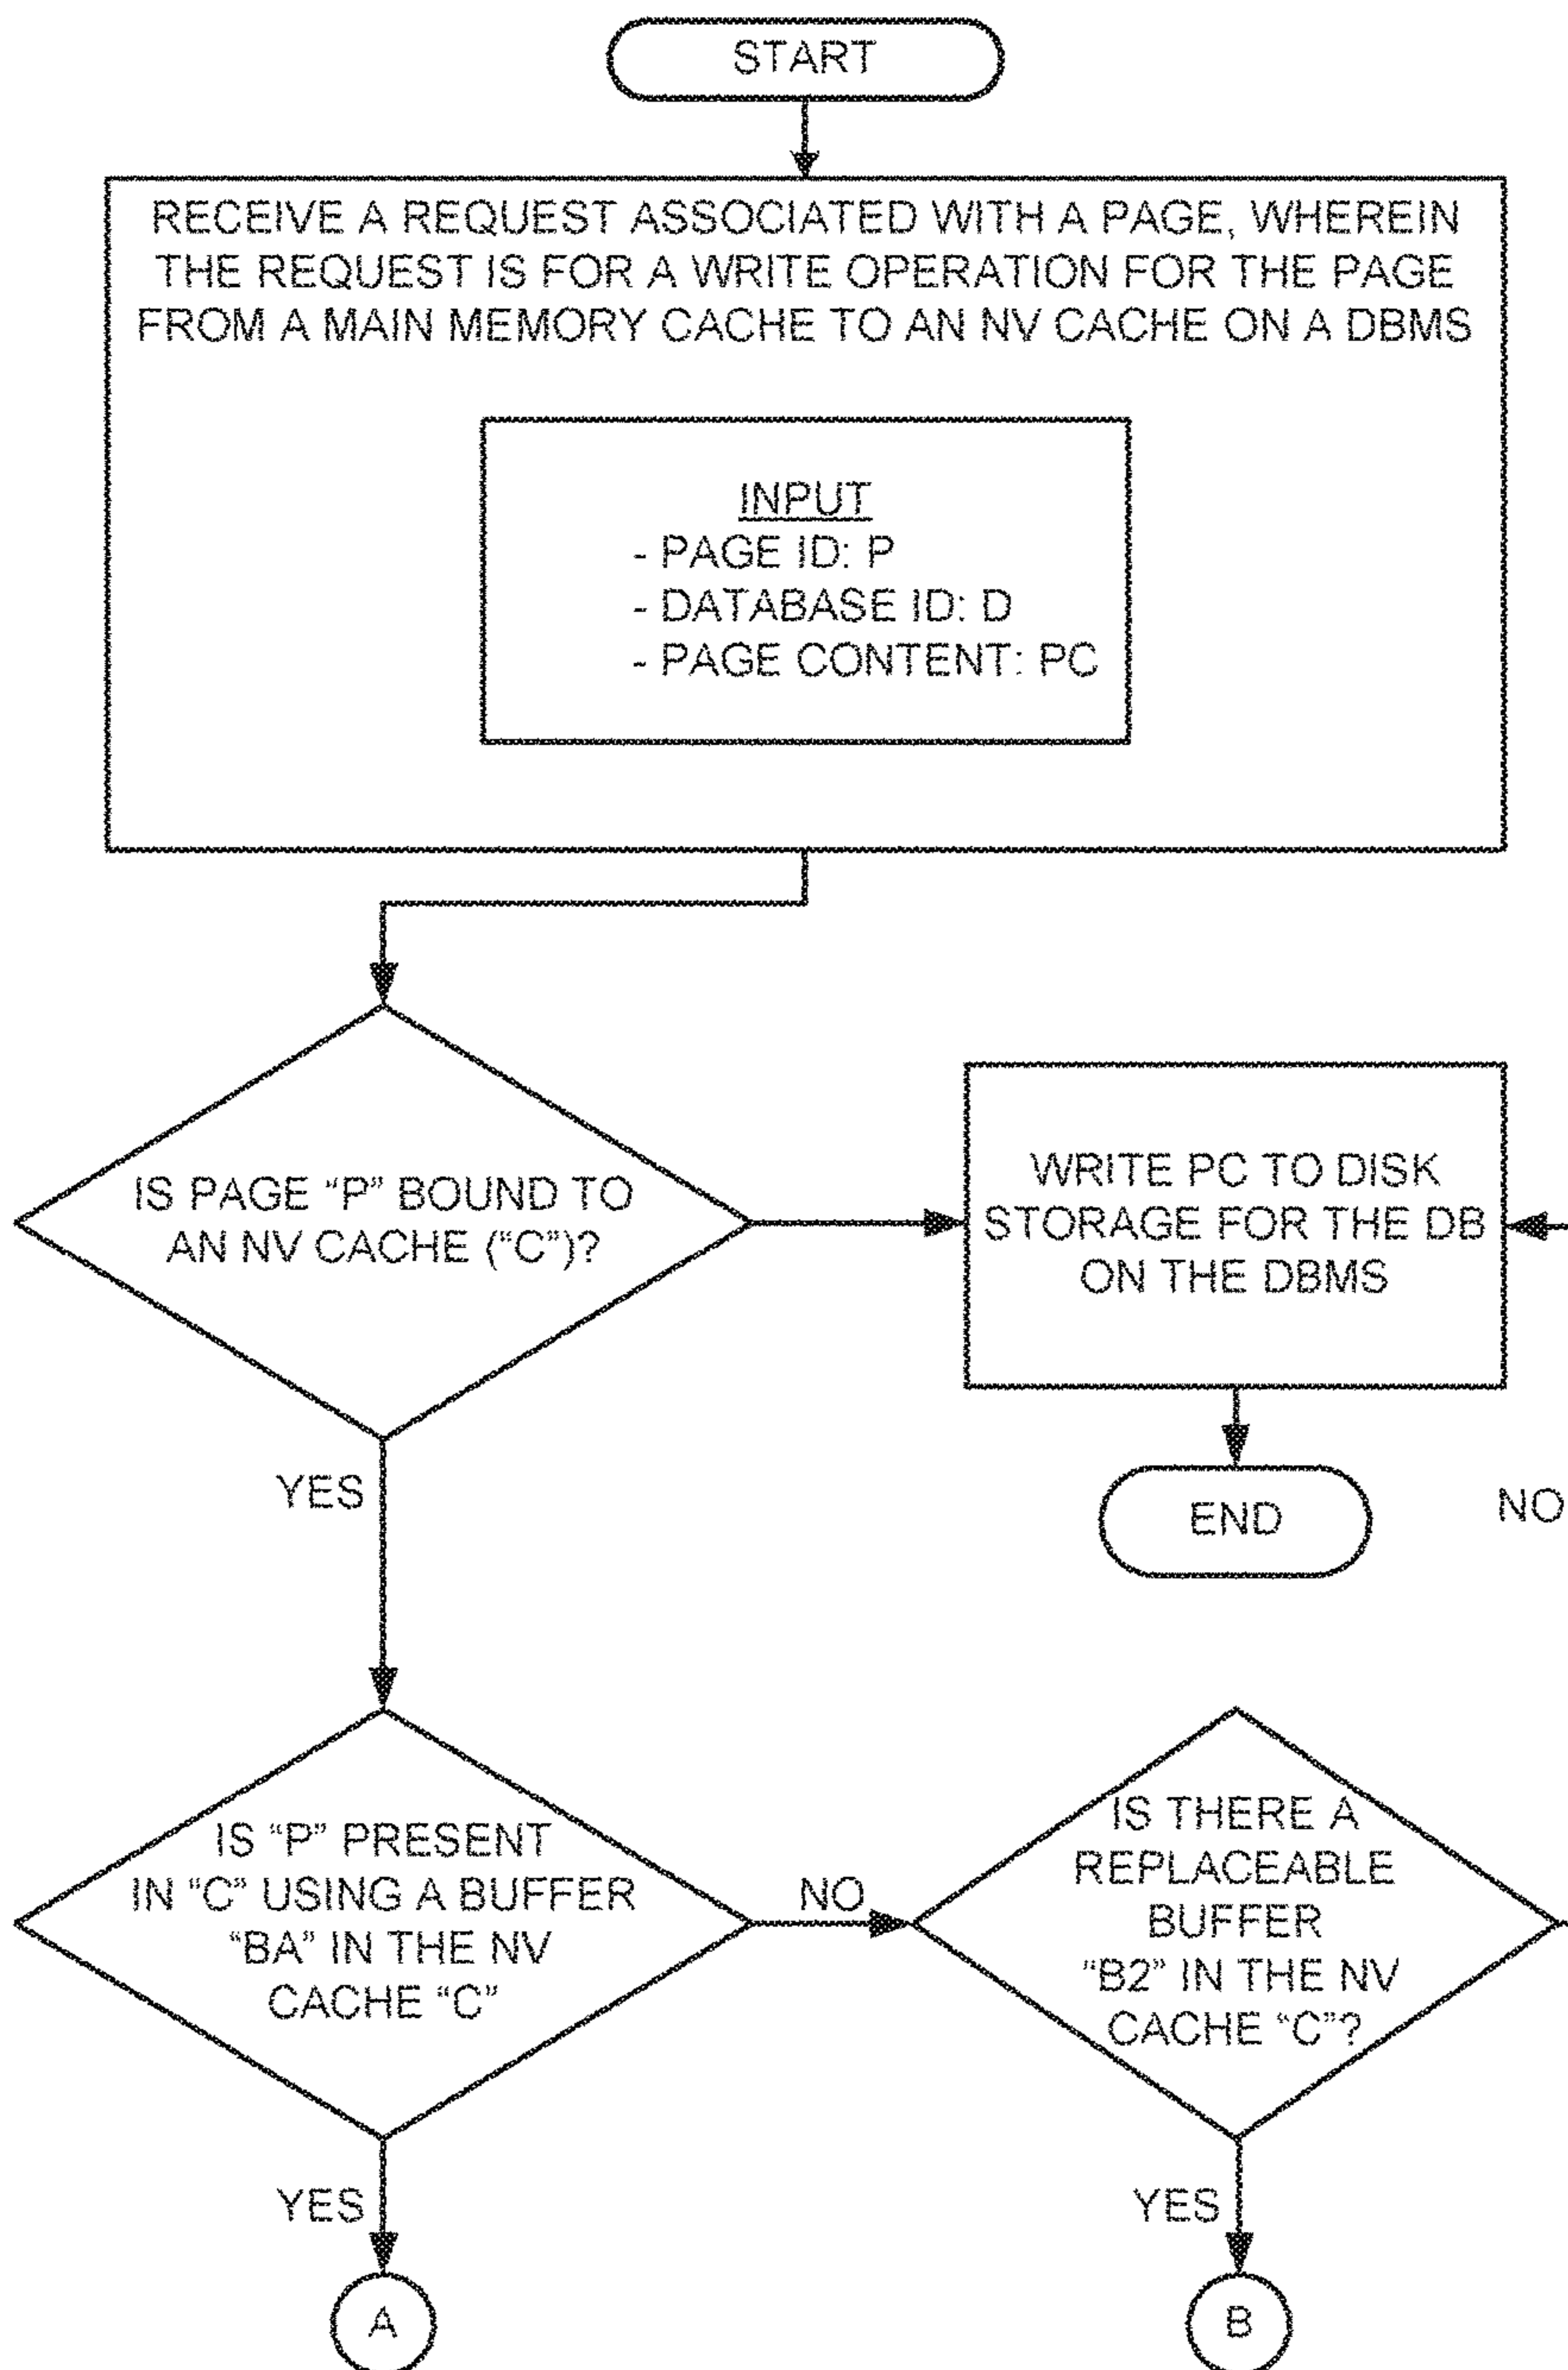 START
RECEIVE A REQUEST ASSOCIATED WITH A PAGE, WHEREIN
THE REQUEST IS FOR A WRITE OPERATION FOR THE PAGE
FROM A MAIN MEMORY CACHE TO AN NV CACHE ON A DBMS
INPUT
- PAGE ID: P
- DATABASE ID: D
- PAGE CONTENT: PC
IS PAGE “P” BOUND TO
AN NV CACHE (“C”)?
WRITE PC TO DISK
STORAGE FOR THE DB
ON THE DBMS
YES
END
NO
IS “P” PRESENT
IN “C” USING A BUFFER
“BA” IN THE NV
CACHE “C”
NO
IS THERE A
REPLACEABLE
BUFFER
“B2” IN THE NV
CACHE “C”?
YES
YES
A
B